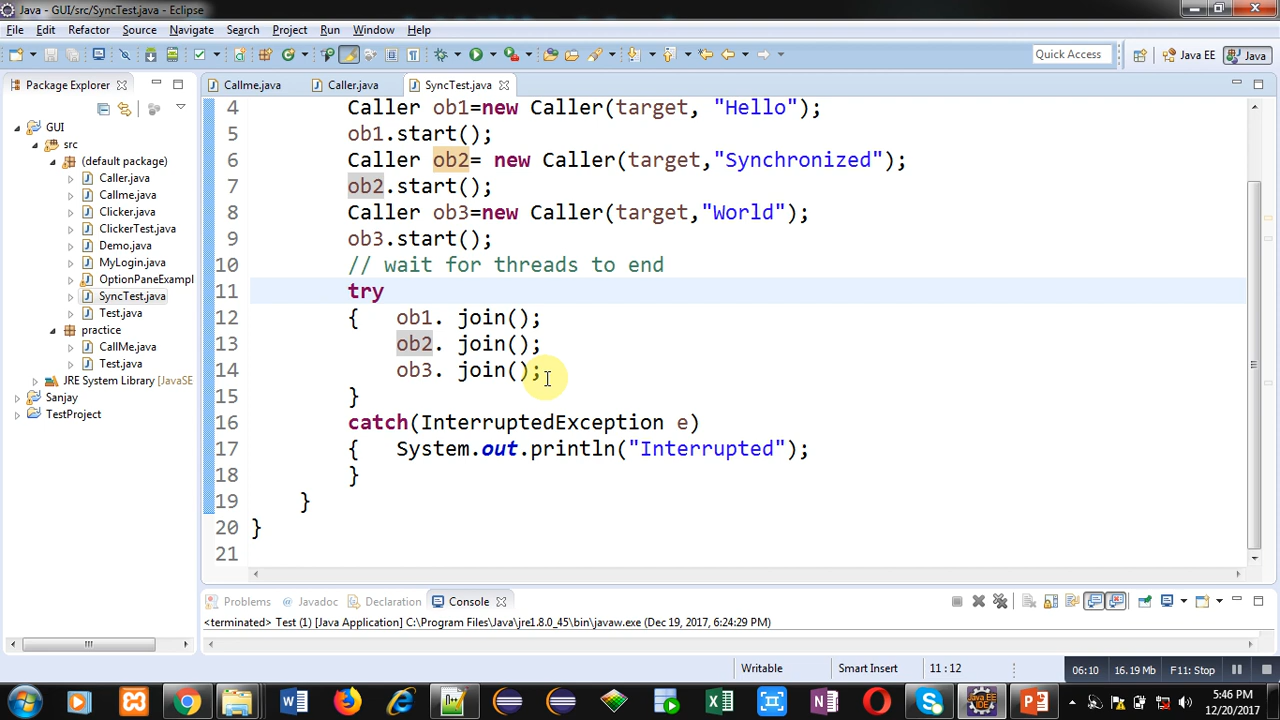 Java - GUI/src/SyncTest.java - Eclipse
File Edit Refactor Source Navigate Search Project Run Window Help
Quick Access Java EE Java
Package Explorer
Callme.java Caller.java SyncTest.java
GUI
src
(default package)
Caller.java
Callme.java
Clicker.java
ClickerTest.java
Demo.java
MyLogin.java
OptionPaneExampl
SyncTest.java
Test.java
practice
CallMe.java
Test.java
JRE System Library [JavaSE
Sanjay
TestProject
4 Caller ob1=new Caller(target, "Hello");
5 ob1.start();
6 Caller ob2= new Caller(target,"Synchronized");
7 ob2.start();
8 Caller ob3=new Caller(target,"World");
9 ob3.start();
10 // wait for threads to end
11 try
12 { ob1. join();
13 ob2. join();
14 ob3. join();
15 }
16 catch(InterruptedException e)
17 { System.out.println("Interrupted");
18 }
19 }
20 }
21
Problems Javadoc Declaration Console
<terminated> Test (1) [Java Application] C:\Program Files\Java\jre1.8.0_45\bin\javaw.exe (Dec 19, 2017, 6:24:29 PM)
Writable Smart Insert 11 : 12 06:10 16.19 Mb F11: Stop
5:46 PM
12/20/2017